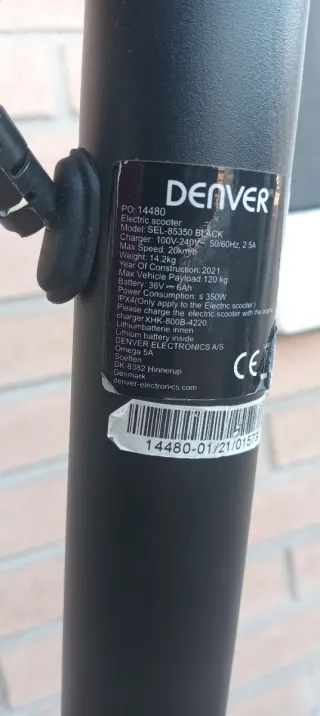 DENVER®
PO: 14480
Electric scooter
Model: SEL-85350 BLACK
Charger: 100V-240V~, 50/60Hz, 2.5A
Max Speed: 20km/h
Weight: 14.2kg
Year Of Construction:2021
Max Vehicle Payload:120 kg
Battery: 36V⎓ 6Ah
Power Consumption: ≤ 350W
IPX4(Only apply to the Electric scooter )
Please charge the electric scooter with the
charger:XHK-800B-4220.
Lithiumbatterie innen
Lithium battery inside
DENVER ELECTRONICS A/S
Omega 5A
Soeften
DK-8382 Hinnerup
Denmark
denver-electronics.com
CE
14480-01/21/0157